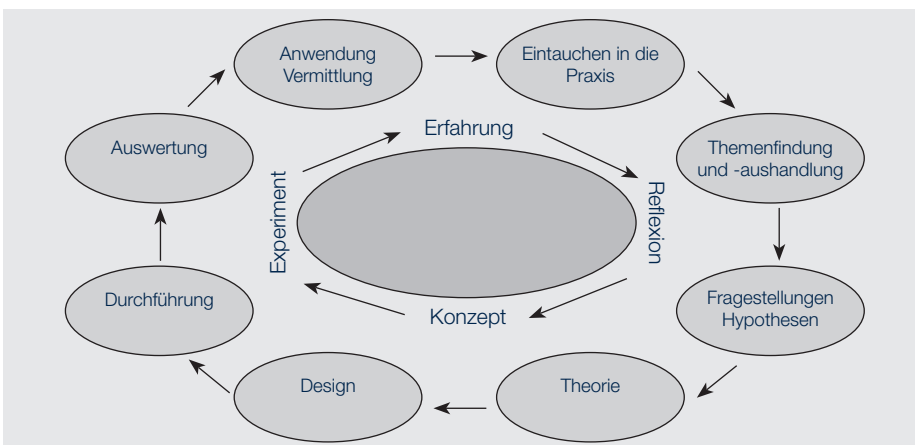 Anwendung
Vermittlung
Eintauchen in die
Praxis
Themenfindung
und -aushandlung
Fragestellungen
Hypothesen
Theorie
Design
Durchführung
Auswertung
Erfahrung
Reflexion
Konzept
Experiment